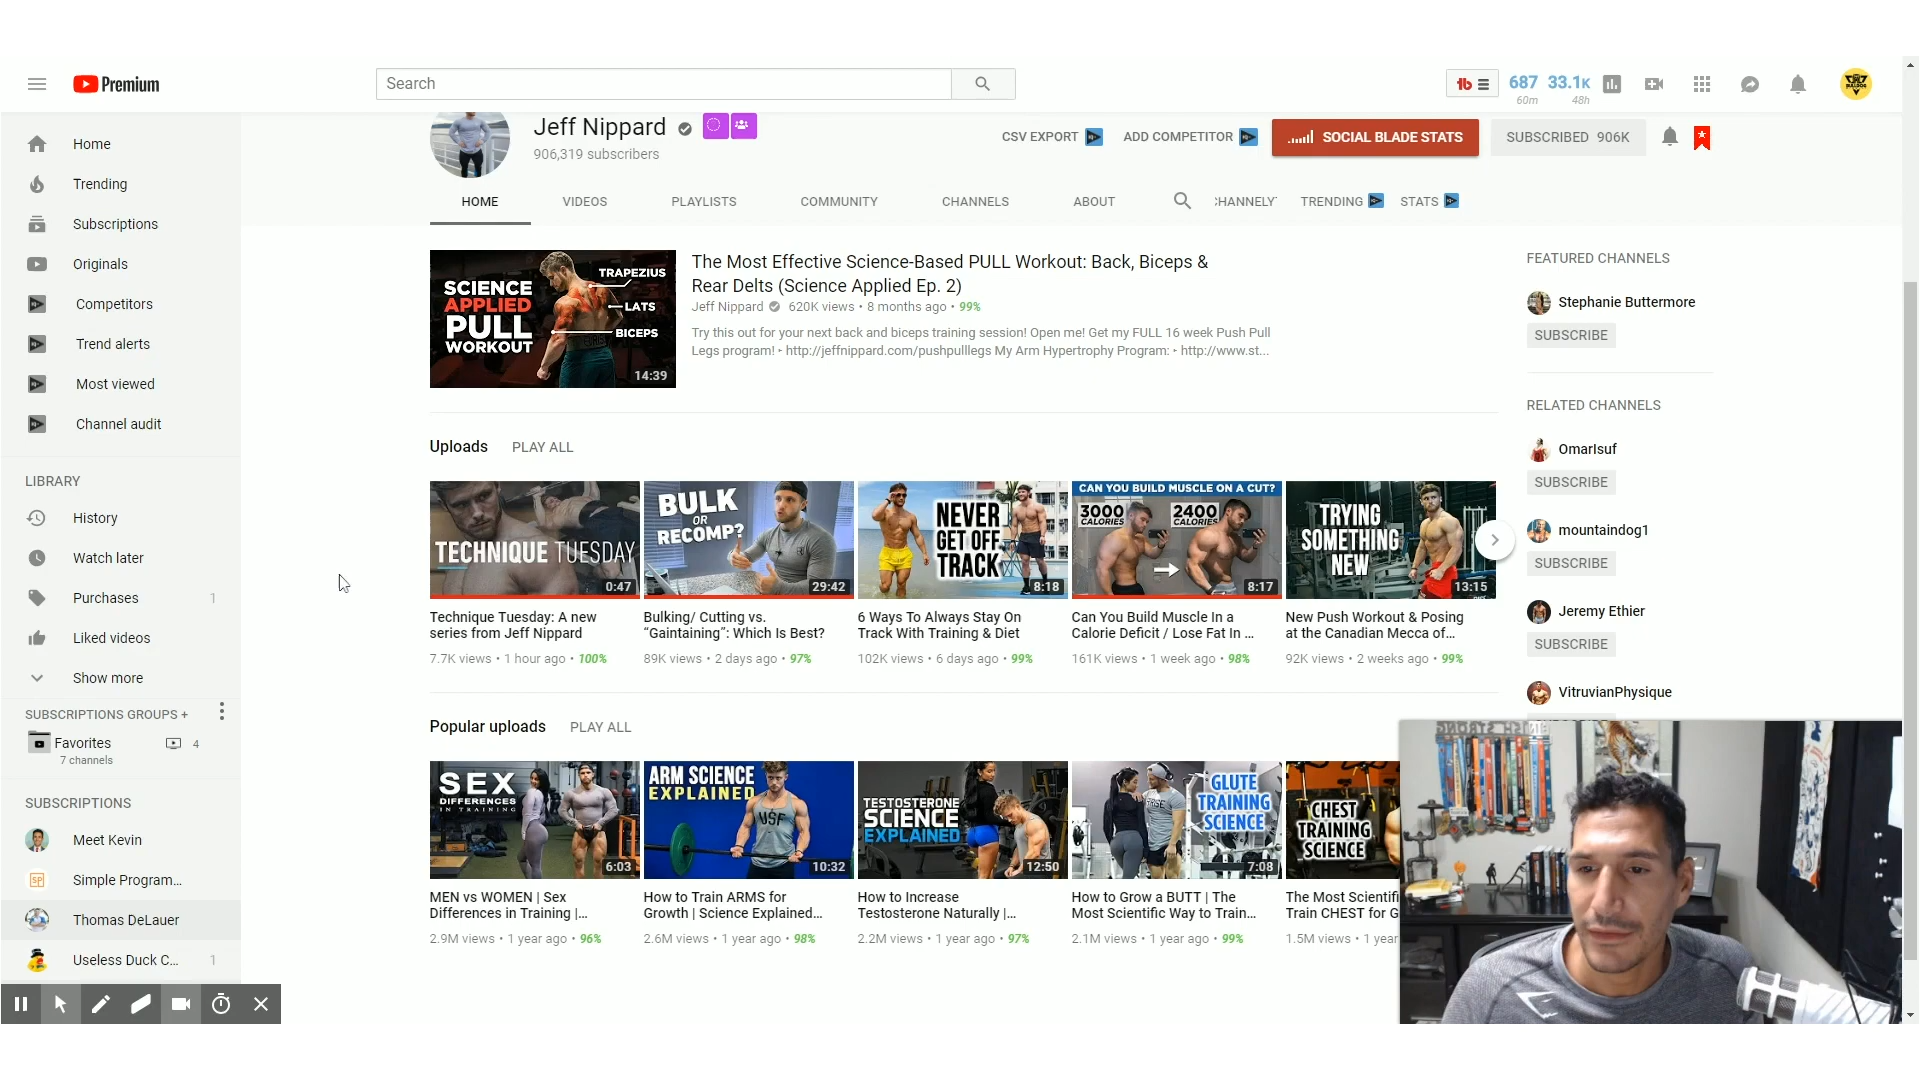 Premium
Search
687 33.1K
60m 48h
Home
Trending
Subscriptions
Originals
Competitors
Trend alerts
Most viewed
Channel audit
LIBRARY
History
Watch later
Purchases 1
Liked videos
Show more
SUBSCRIPTIONS GROUPS +
Favorites 4
7 channels
SUBSCRIPTIONS
Meet Kevin
Simple Program...
Thomas DeLauer
Useless Duck C... 1
Jeff Nippard
906,319 subscribers
CSV EXPORT
ADD COMPETITOR
SOCIAL BLADE STATS
SUBSCRIBED 906K
HOME VIDEOS PLAYLISTS COMMUNITY CHANNELS ABOUT CHANNELY TRENDING STATS
SCIENCE
APPLIED
PULL
WORKOUT
TRAPEZIUS
LATS
BICEPS
14:39
The Most Effective Science-Based PULL Workout: Back, Biceps &
Rear Delts (Science Applied Ep. 2)
Jeff Nippard 620K views • 8 months ago • 99%
Try this out for your next back and biceps training session! Open me! Get my FULL 16 week Push Pull
Legs program! ‣ http://jeffnippard.com/pushpulllegs My Arm Hypertrophy Program: ‣ http://www.st...
Uploads PLAY ALL
TECHNIQUE TUESDAY
0:47
Technique Tuesday: A new
series from Jeff Nippard
7.7K views • 1 hour ago • 100%
BULK
OR
RECOMP?
29:42
Bulking/ Cutting vs.
“Gaintaining”: Which Is Best?
89K views • 2 days ago • 97%
NEVER
GET OFF
TRACK
8:18
6 Ways To Always Stay On
Track With Training & Diet
102K views • 6 days ago • 99%
CAN YOU BUILD MUSCLE ON A CUT?
3000
CALORIES
2400
CALORIES
8:17
Can You Build Muscle In a
Calorie Deficit / Lose Fat In ...
161K views • 1 week ago • 98%
TRYING
SOMETHING
NEW
13:15
New Push Workout & Posing
at the Canadian Mecca of...
92K views • 2 weeks ago • 99%
Popular uploads PLAY ALL
SEX
DIFFERENCES
IN TRAINING
6:03
MEN vs WOMEN | Sex
Differences in Training |...
2.9M views • 1 year ago • 96%
ARM SCIENCE
EXPLAINED
USF
10:32
How to Train ARMS for
Growth | Science Explained...
2.6M views • 1 year ago • 98%
TESTOSTERONE
SCIENCE
EXPLAINED
12:50
How to Increase
Testosterone Naturally |...
2.2M views • 1 year ago • 97%
GLUTE
TRAINING
SCIENCE
7:08
How to Grow a BUTT | The
Most Scientific Way to Train...
2.1M views • 1 year ago • 99%
CHEST
TRAINING
SCIENCE
The Most Scientifi
Train CHEST for G
1.5M views • 1 year
FEATURED CHANNELS
Stephanie Buttermore
SUBSCRIBE
RELATED CHANNELS
OmarIsuf
SUBSCRIBE
mountaindog1
SUBSCRIBE
Jeremy Ethier
SUBSCRIBE
VitruvianPhysique